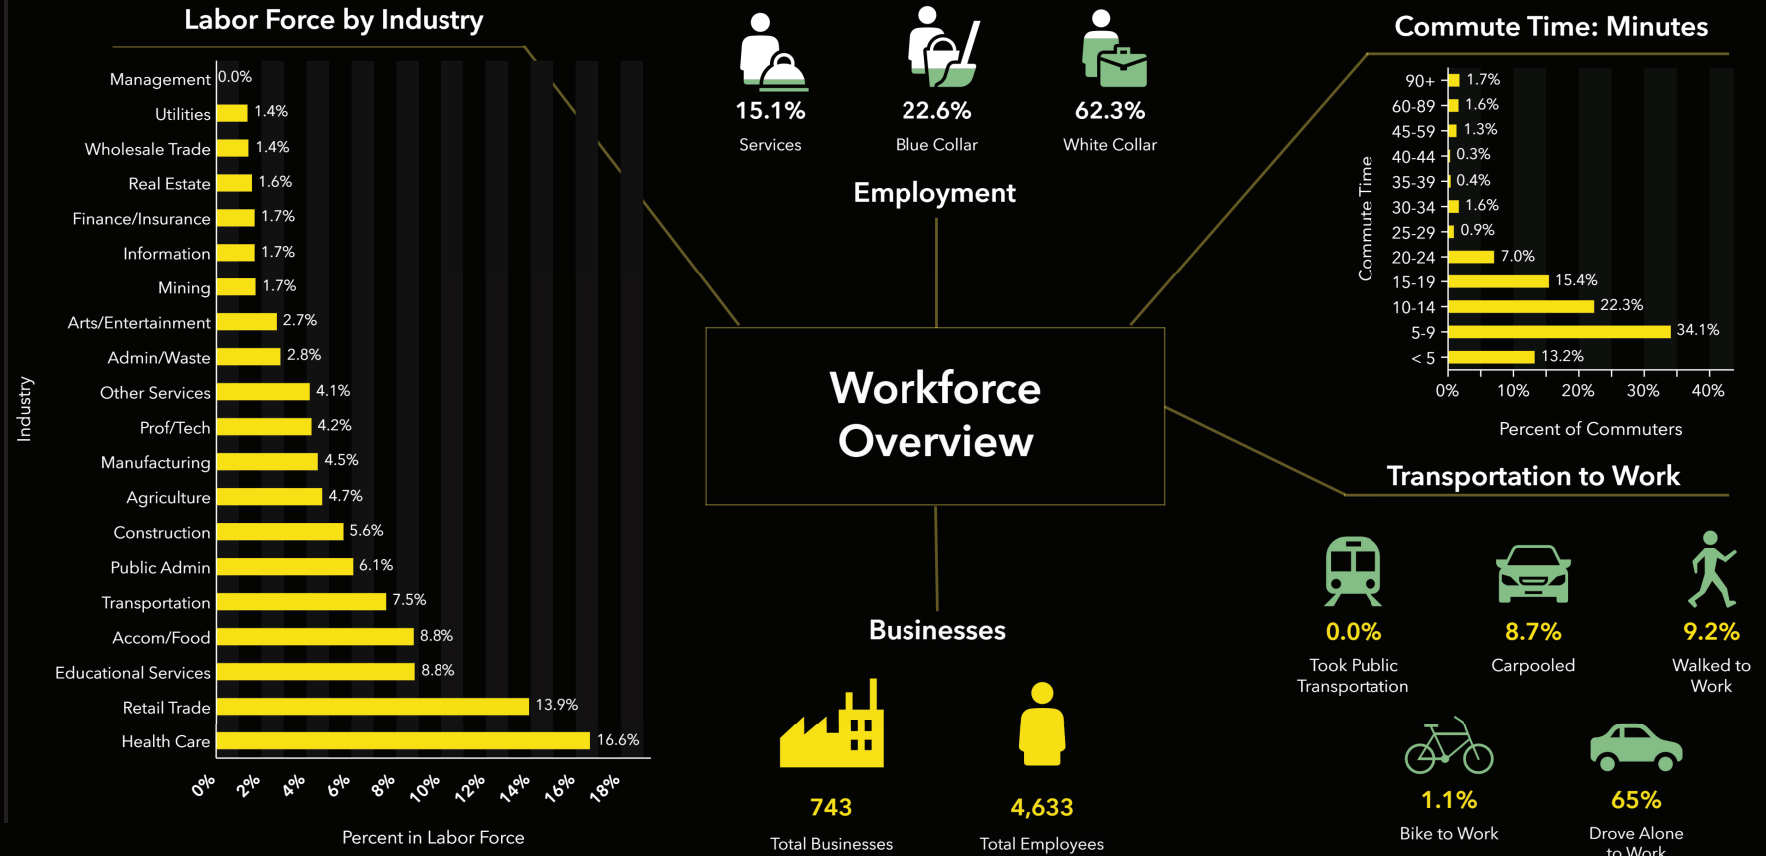 Labor Force by Industry
Industry
Management 0.0%
Utilities 1.4%
Wholesale Trade 1.4%
Real Estate 1.6%
Finance/Insurance 1.7%
Information 1.7%
Mining 1.7%
Arts/Entertainment 2.7%
Admin/Waste 2.8%
Other Services 4.1%
Prof/Tech 4.2%
Manufacturing 4.5%
Agriculture 4.7%
Construction 5.6%
Public Admin 6.1%
Transportation 7.5%
Accom/Food 8.8%
Educational Services 8.8%
Retail Trade 13.9%
Health Care 16.6%
0% 2% 4% 6% 8% 10% 12% 14% 16% 18%
Percent in Labor Force
15.1% 22.6% 62.3%
Services Blue Collar White Collar
Employment
Workforce
Overview
Businesses
743 4,633
Total Businesses Total Employees
Commute Time: Minutes
Commute Time
90+ 1.7%
60-89 1.6%
45-59 1.3%
40-44 0.3%
35-39 0.4%
30-34 1.6%
25-29 0.9%
20-24 7.0%
15-19 15.4%
10-14 22.3%
5-9 34.1%
< 5 13.2%
0% 10% 20% 30% 40%
Percent of Commuters
Transportation to Work
0.0% 8.7% 9.2%
Took Public Carpooled Walked to
Transportation Work
1.1% 65%
Bike to Work Drove Alone
to Work